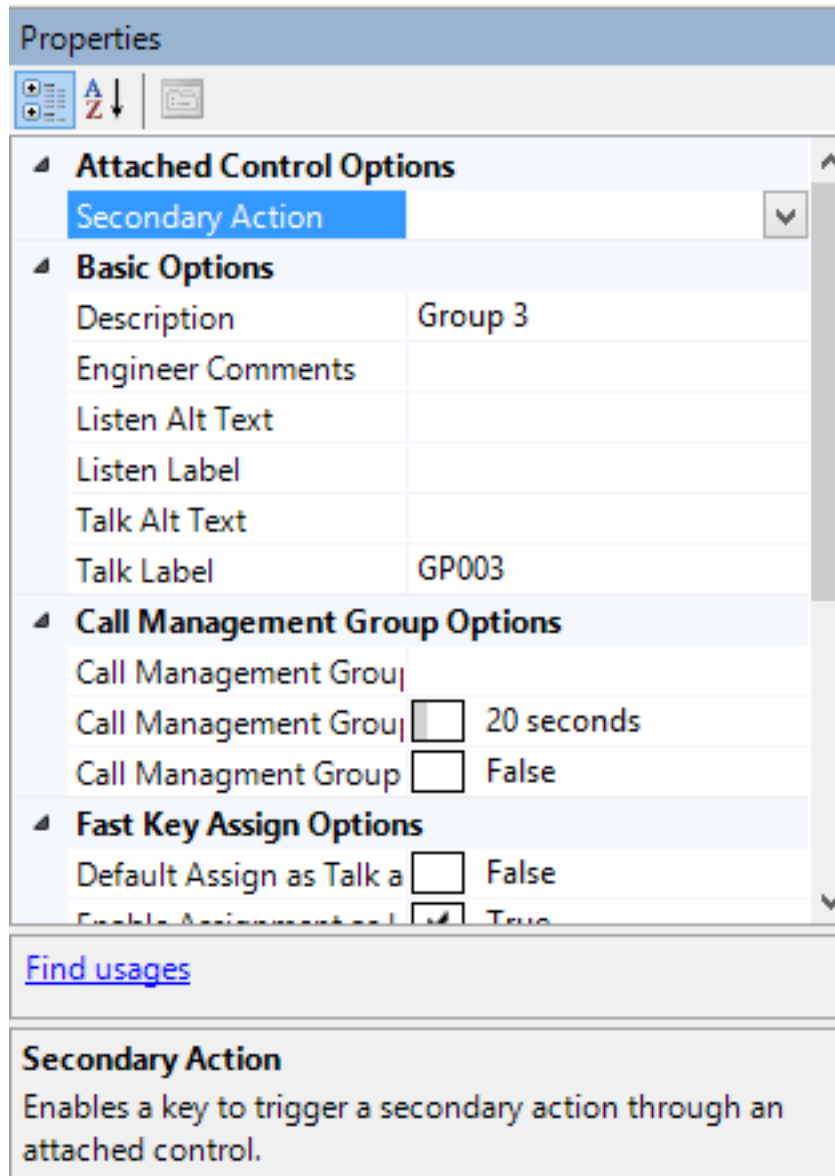 Properties
A
Z
Attached Control Options
Secondary Action
Basic Options
Description Group 3
Engineer Comments
Listen Alt Text
Listen Label
Talk Alt Text
Talk Label GP003
Call Management Group Options
Call Management Grou
Call Management Grou 20 seconds
Call Managment Group False
Fast Key Assign Options
Default Assign as Talk a False
Enable Assignment as True
Find usages
Secondary Action
Enables a key to trigger a secondary action through an
attached control.